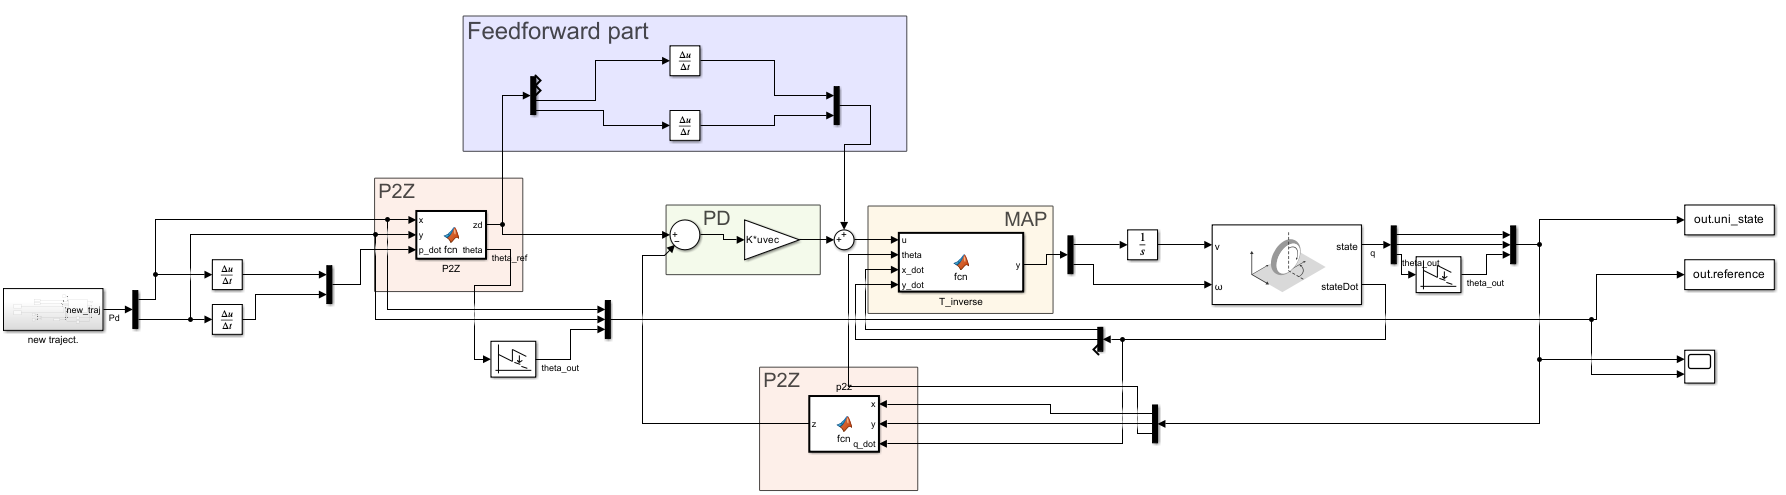 Feedforward part
Δu
Δt
Δu
Δt
P2Z
x
y
p_dot
fcn
zd
theta
P2Z
theta_ref
PD
+
−
K*uvec
+
+
MAP
u
theta
x_dot
y_dot
fcn
y
T_inverse
1
s
v
ω
state
stateDot
q
theta_out
theta_out
out.uni_state
out.reference
new_traj
Pd
new traject.
Δu
Δt
Δu
Δt
theta_out
P2Z
p2z
x
y
q_dot
z
fcn